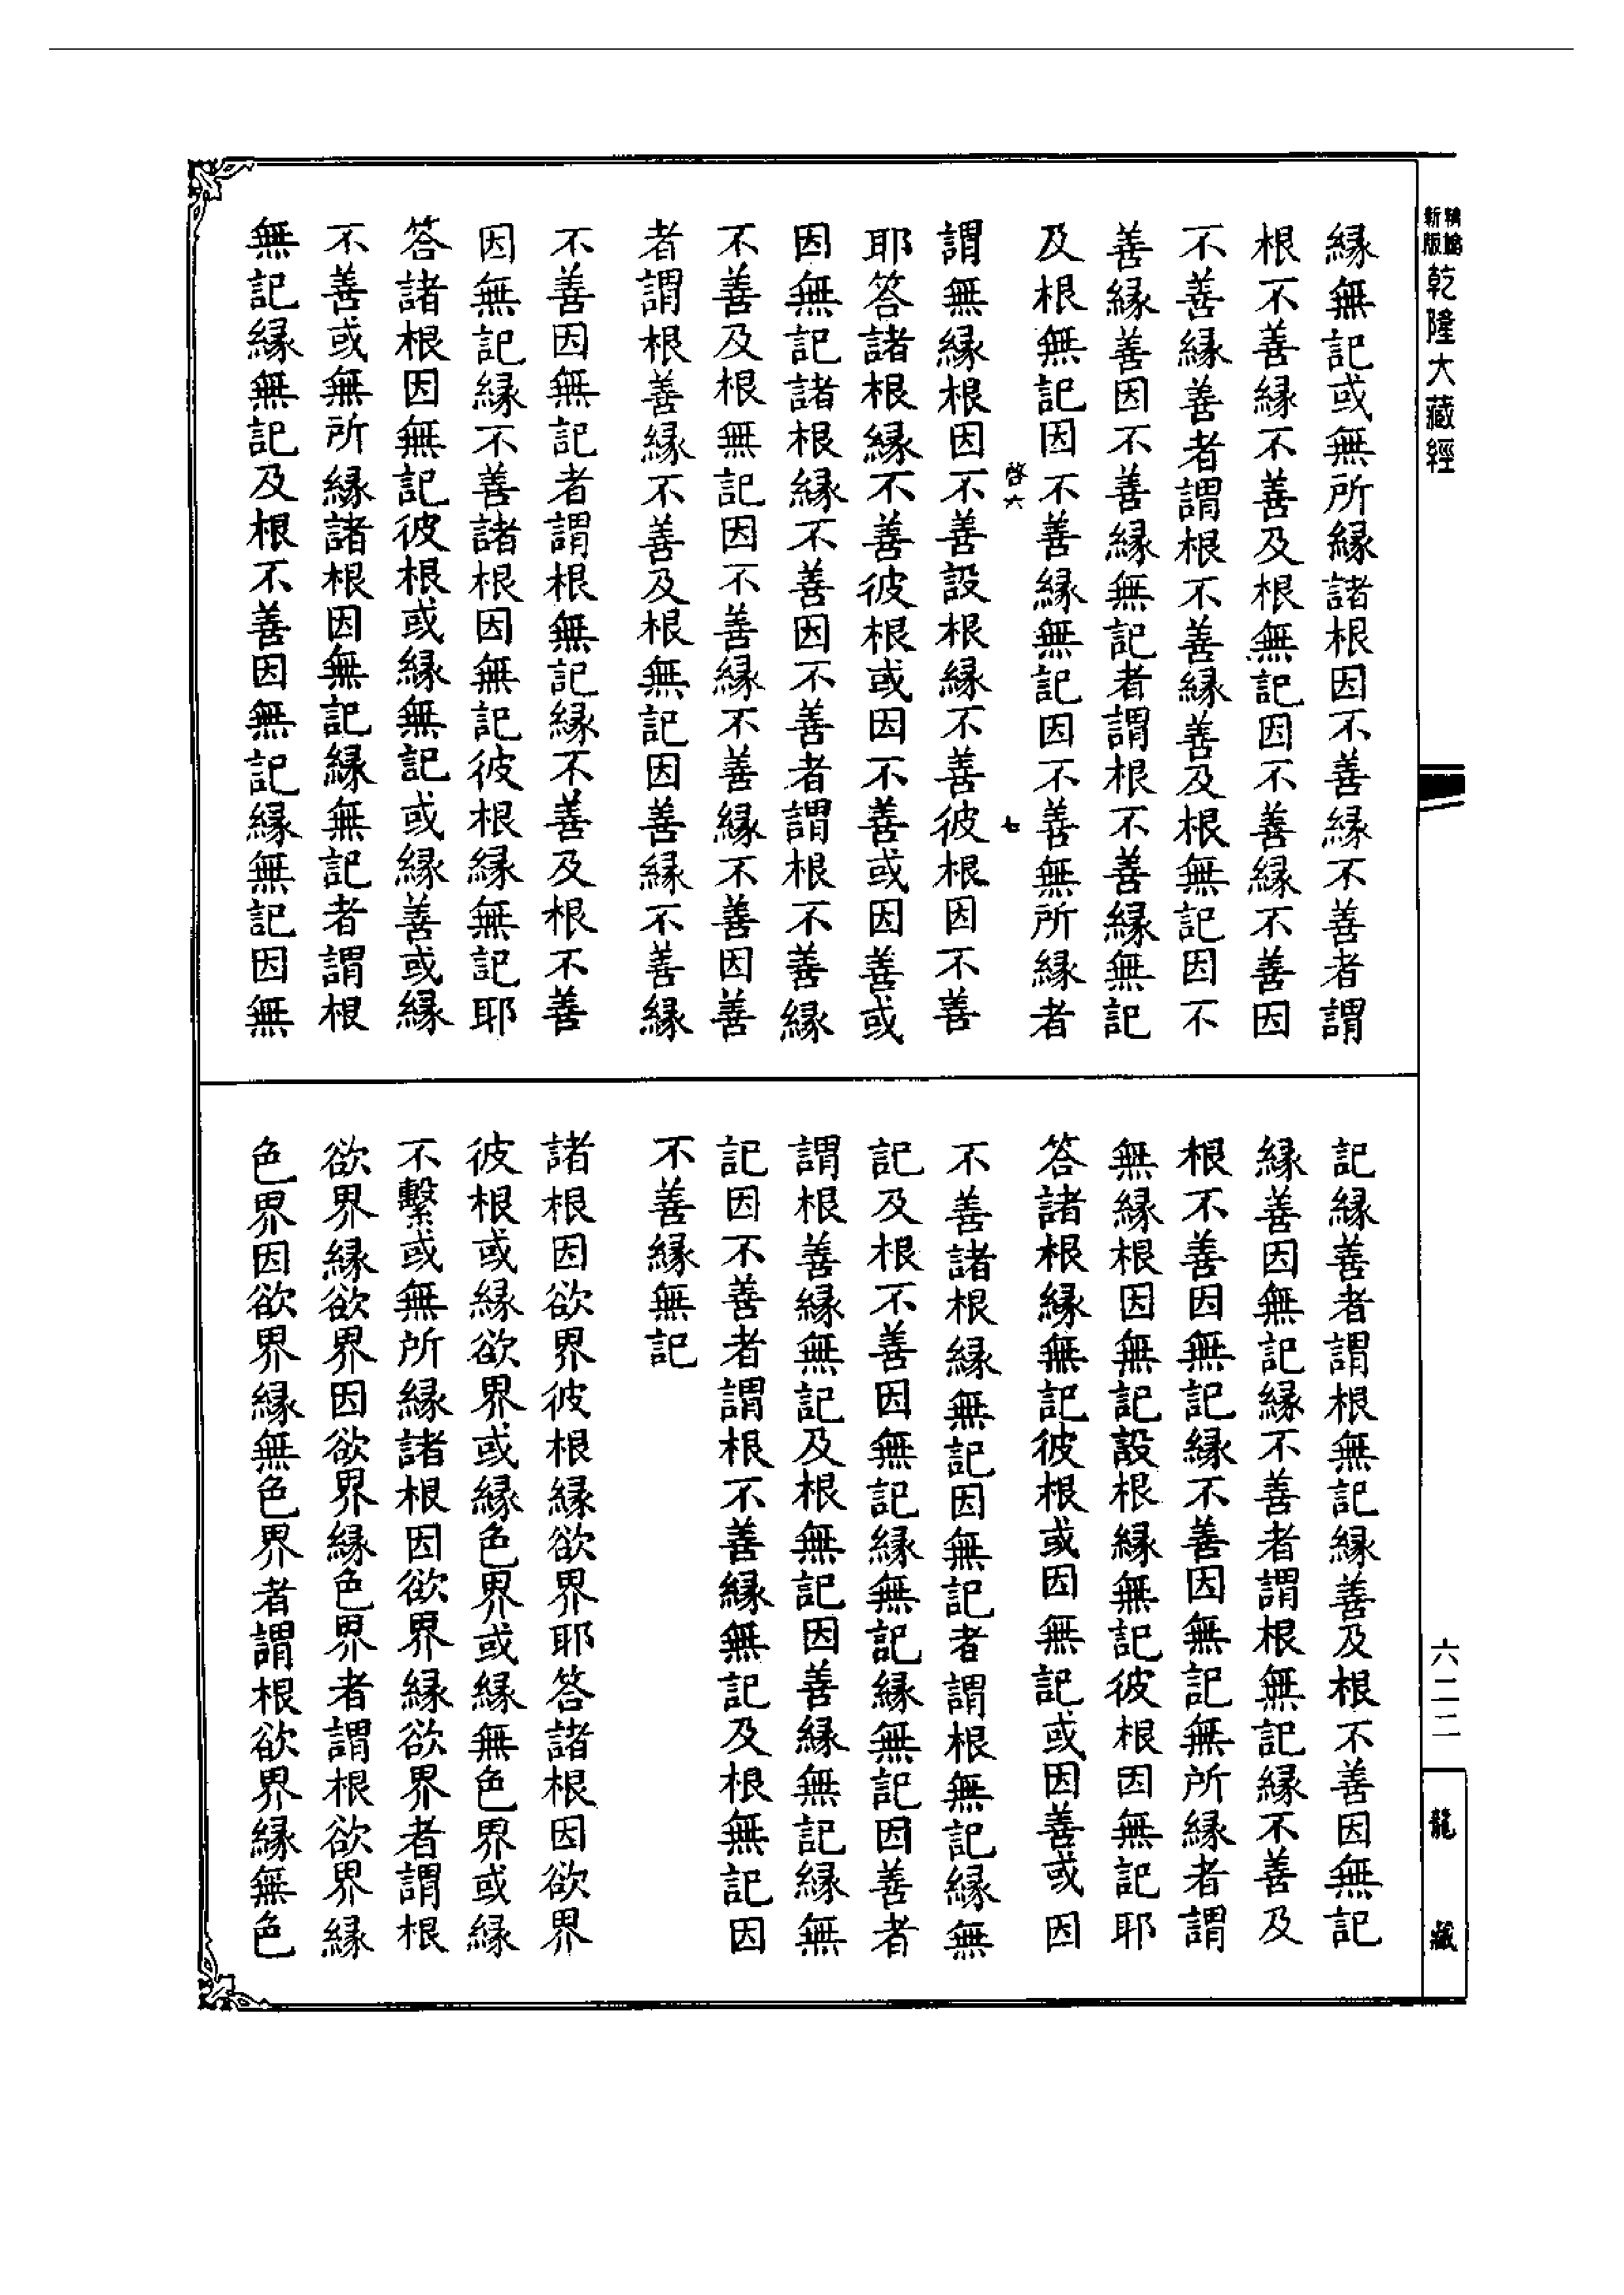 新版
乾隆大藏經
緣無記或無所緣諸根因不善緣不善者謂
根不善緣不善及根無記因不善緣不善因
不善緣善者謂根不善緣善及根無記因不
善緣善因不善緣無記者謂根不善緣無記
及根無記因不善緣無記因不善無所緣者
啓六
七
謂無緣根因不善設根緣不善彼根因不善
耶答諸根緣不善彼根或因不善或因善或
因無記諸根緣不善因不善者謂根不善緣
不善及根無記因不善緣不善緣不善因善
者謂根善緣不善及根無記因善緣不善緣
不善因無記者謂根無記緣不善及根不善
因無記緣不善諸根因無記彼根緣無記耶
答諸根因無記彼根或緣無記或緣善或緣
不善或無所緣諸根因無記緣無記者謂根
無記緣無記及根不善因無記緣無記因無
記緣善者謂根無記緣善及根不善因無記
緣善因無記緣不善者謂根無記緣不善及
根不善因無記緣不善因無記無所緣者謂
無緣根因無記設根緣無記彼根因無記耶
答諸根緣無記彼根或因無記或因善或因
不善諸根緣無記因無記者謂根無記緣無
記及根不善因無記緣無記緣無記因善者
謂根善緣無記及根無記因善緣無記緣無
記因不善者謂根不善緣無記及根無記因
不善緣無記
諸根因欲界彼根緣欲界耶答諸根因欲界
彼根或緣欲界或緣色界或緣無色界或緣
不繫或無所緣諸根因欲界緣欲界者謂根
欲界緣欲界因欲界緣色界者謂根欲界緣
色界因欲界緣無色界者謂根欲界緣無色
六二二
龍藏